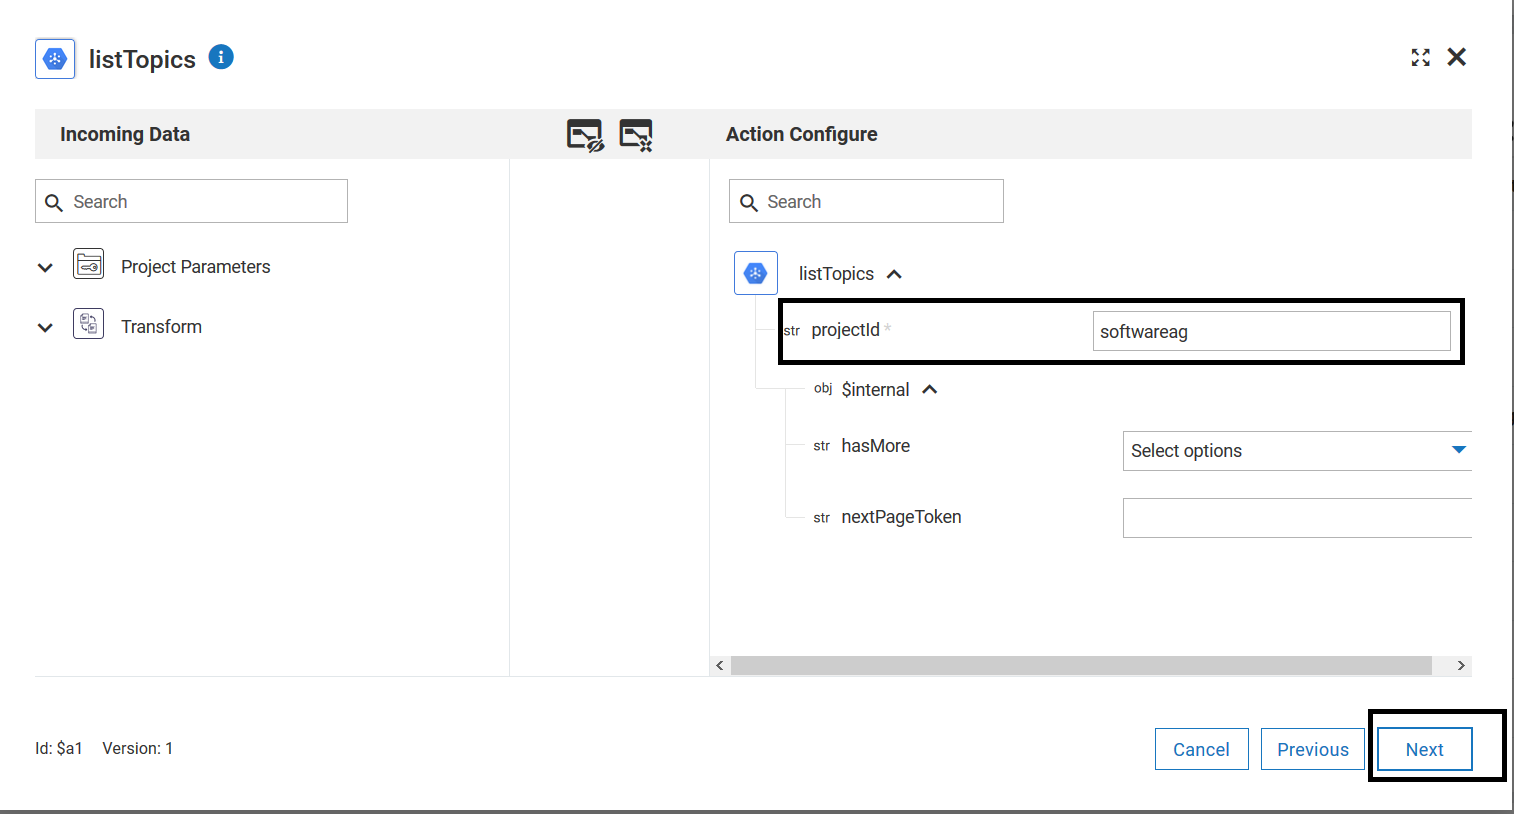 listTopics
Incoming Data
Action Configure
Search
Search
Project Parameters
listTopics
Transform
str projectId * softwareag
obj $internal
str hasMore Select options
str nextPageToken
Id: $a1 Version: 1
Cancel Previous Next